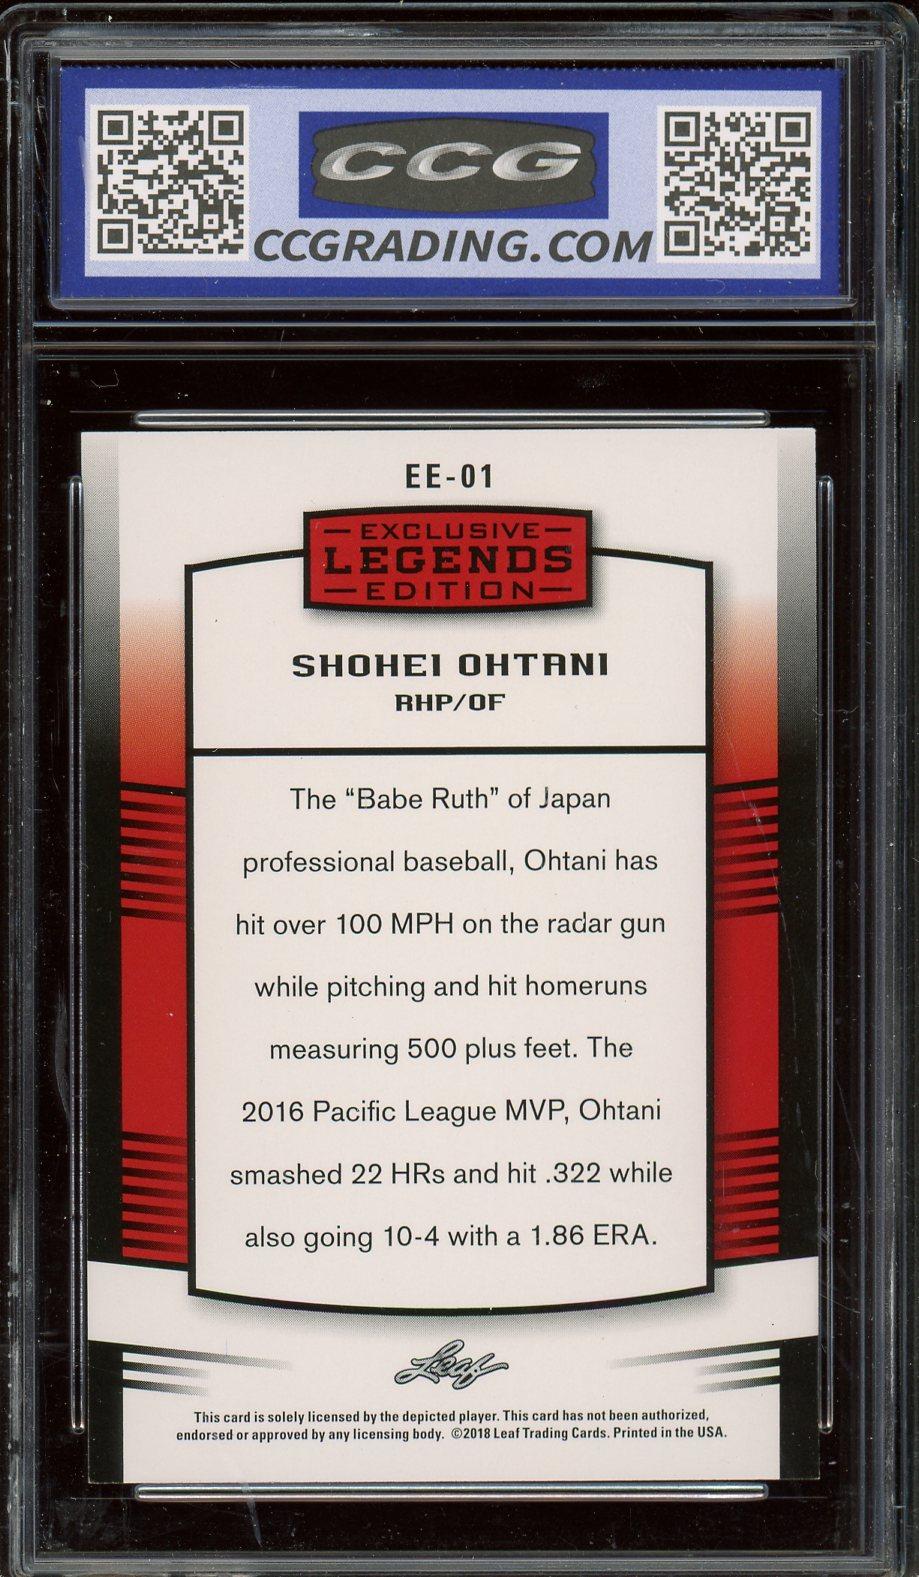 CCG
CCGRADING.COM
EE-01
EXCLUSIVE
LEGENDS
EDITION
SHOHEI OHTANI
RHP/OF
The “Babe Ruth” of Japan
professional baseball, Ohtani has
hit over 100 MPH on the radar gun
while pitching and hit homeruns
measuring 500 plus feet. The
2016 Pacific League MVP, Ohtani
smashed 22 HRs and hit .322 while
also going 10-4 with a 1.86 ERA.
Leaf
This card is solely licensed by the depicted player. This card has not been authorized,
endorsed or approved by any licensing body. ©2018 Leaf Trading Cards. Printed in the USA.